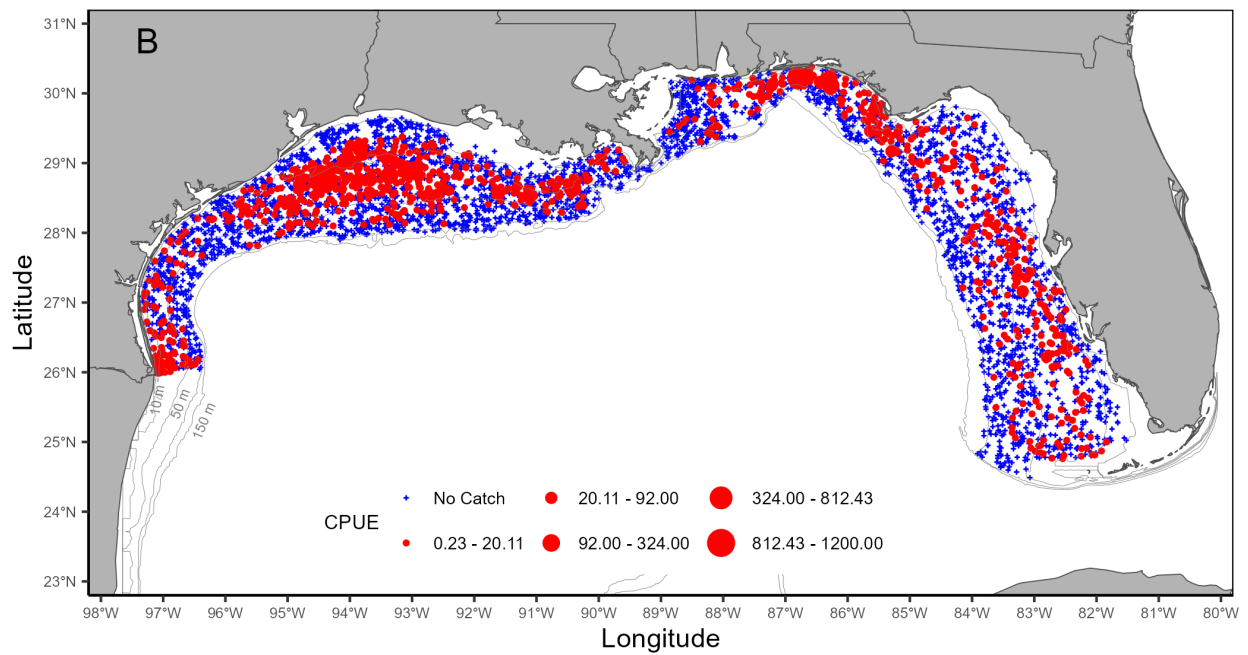 B
31°N
30°N
29°N
28°N
27°N
26°N
25°N
24°N
23°N
Latitude
10 m
50 m
150 m
CPUE
No Catch
20.11 - 92.00
324.00 - 812.43
0.23 - 20.11
92.00 - 324.00
812.43 - 1200.00
98°W 97°W 96°W 95°W 94°W 93°W 92°W 91°W 90°W 89°W 88°W 87°W 86°W 85°W 84°W 83°W 82°W 81°W 80°W
Longitude